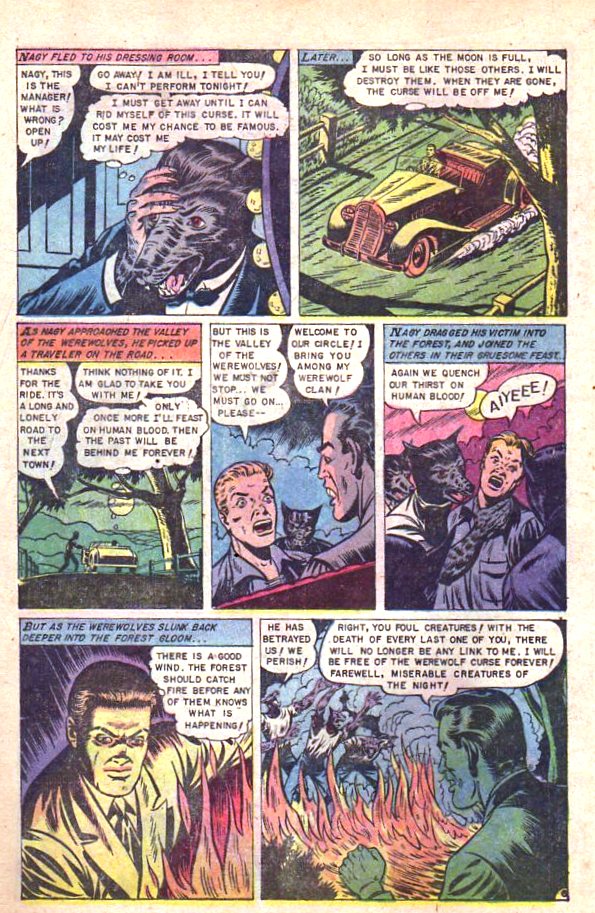 NAGY FLED TO HIS DRESSING ROOM...
NAGY, THIS
IS THE
MANAGER!
WHAT IS
WRONG?
OPEN
UP!
GO AWAY! I AM ILL, I TELL YOU!
I CAN'T PERFORM TONIGHT!
I MUST GET AWAY UNTIL I CAN
RID MYSELF OF THIS CURSE. IT WILL
COST ME MY CHANCE TO BE FAMOUS.
IT MAY COST ME
MY LIFE!
LATER...
SO LONG AS THE MOON IS FULL,
I MUST BE LIKE THOSE OTHERS. I WILL
DESTROY THEM. WHEN THEY ARE GONE,
THE CURSE WILL BE OFF ME!
AS NAGY APPROACHED THE VALLEY
OF THE WEREWOLVES, HE PICKED UP
A TRAVELER ON THE ROAD...
THANKS
FOR THE
RIDE. IT'S
A LONG AND
LONELY
ROAD TO
THE
NEXT
TOWN!
THINK NOTHING OF IT. I
AM GLAD TO TAKE YOU
WITH ME!
ONLY
ONCE MORE I'LL FEAST
ON HUMAN BLOOD. THEN
THE PAST WILL BE
BEHIND ME FOREVER!
BUT THIS IS
THE VALLEY
OF THE
WEREWOLVES!
WE MUST NOT
STOP... WE
MUST GO ON...
PLEASE--
WELCOME TO
OUR CIRCLE! I
BRING YOU
AMONG MY
WEREWOLF
CLAN!
NAGY DRAGGED HIS VICTIM INTO
THE FOREST, AND JOINED THE
OTHERS IN THEIR GRUESOME FEAST.
AGAIN WE QUENCH
OUR THIRST ON
HUMAN BLOOD!
AIYEEE!
BUT AS THE WEREWOLVES SLUNK BACK
DEEPER INTO THE FOREST GLOOM...
THERE IS A GOOD
WIND. THE FOREST
SHOULD CATCH
FIRE BEFORE ANY
OF THEM KNOWS
WHAT IS
HAPPENING!
HE HAS
BETRAYED
US! WE
PERISH!
RIGHT, YOU FOUL CREATURES! WITH THE
DEATH OF EVERY LAST ONE OF YOU, THERE
WILL NO LONGER BE ANY LINK TO ME. I WILL
BE FREE OF THE WEREWOLF CURSE FOREVER!
FAREWELL, MISERABLE CREATURES OF
THE NIGHT!